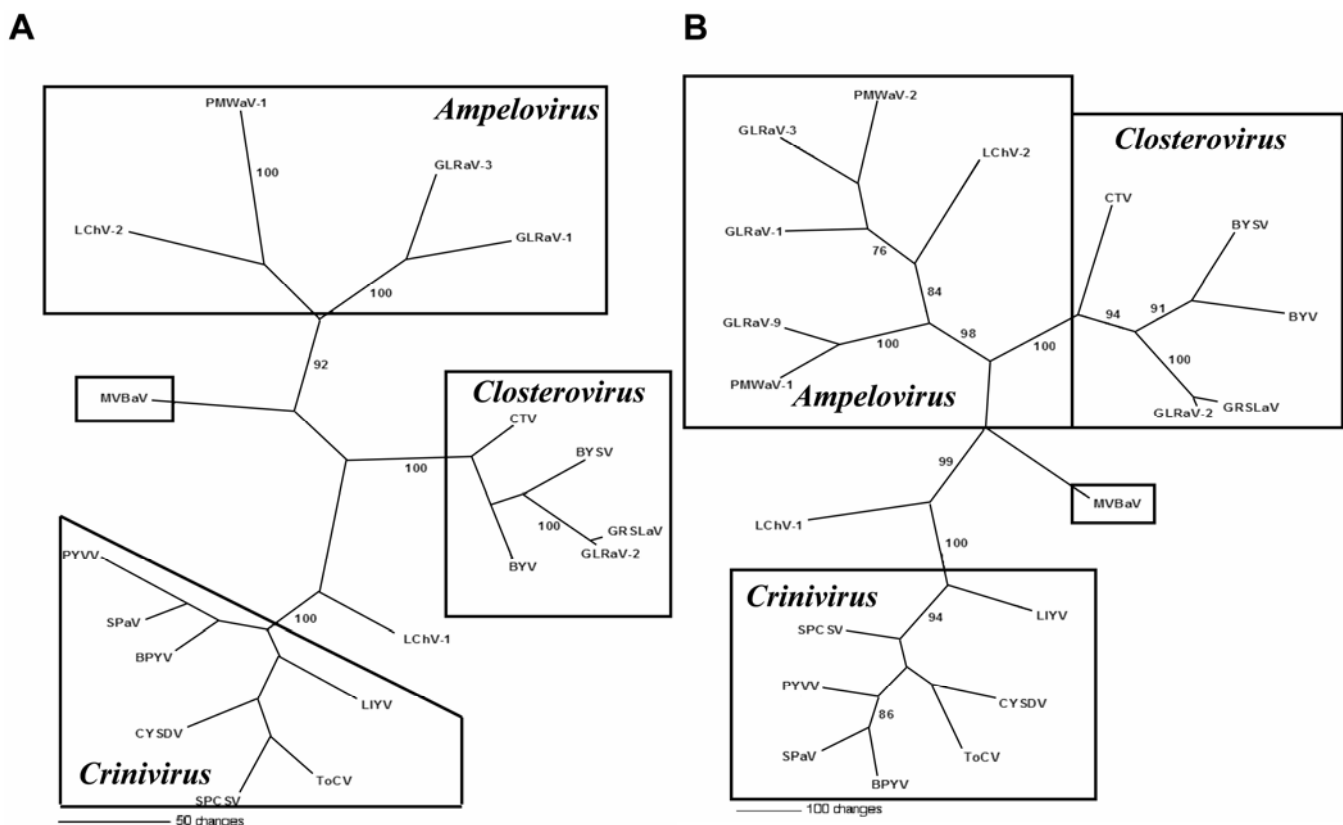 A
PMWaV-1
Ampelovirus
100
GLRaV-3
LChV-2
GLRaV-1
100
92
MVBaV
Closterovirus
CTV
BYSV
100
100
GRSLaV
GLRaV-2
BYV
PYVV
SPaV
100
LChV-1
BPYV
LIYV
CYSDV
Crinivirus
ToCV
SPCSV
50 changes
B
PMWaV-2
GLRaV-3
LChV-2
Closterovirus
CTV
GLRaV-1
BYSV
76
84
GLRaV-9
98
94
91
BYV
100
100
100
PMWaV-1
Ampelovirus
GRSLaV
GLRaV-2
99
MVBaV
LChV-1
100
Crinivirus
94
LIYV
SPCSV
PYVV
CYSDV
86
SPaV
ToCV
BPYV
100 changes